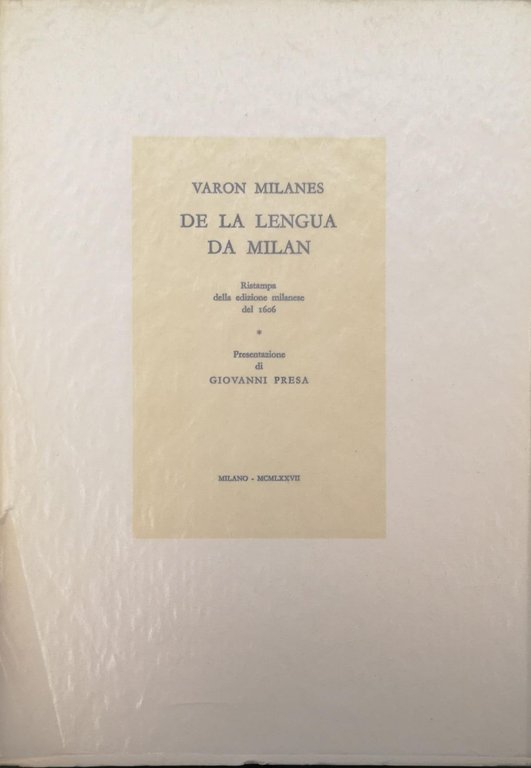 VARON MILANES
DE LA LENGUA
DA MILAN
Ristampa
della edizione milanese
del 1606
*
Presentazione
di
GIOVANNI PRESA
MILANO - MCMLXXVII